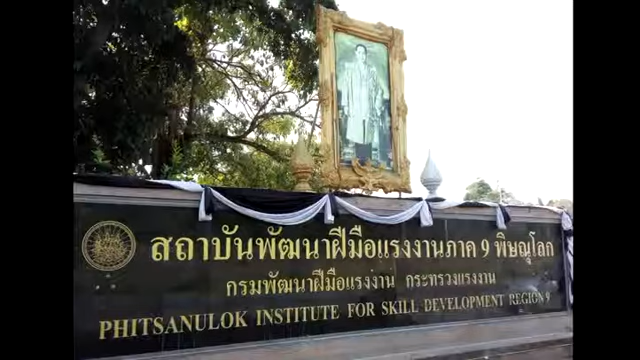 สถาบันพัฒนาฝีมือแรงงานภาค 9 พิษณุโลก
กรมพัฒนาฝีมือแรงงาน กระทรวงแรงงาน
PHITSANULOK INSTITUTE FOR SKILL DEVELOPMENT REGION 9